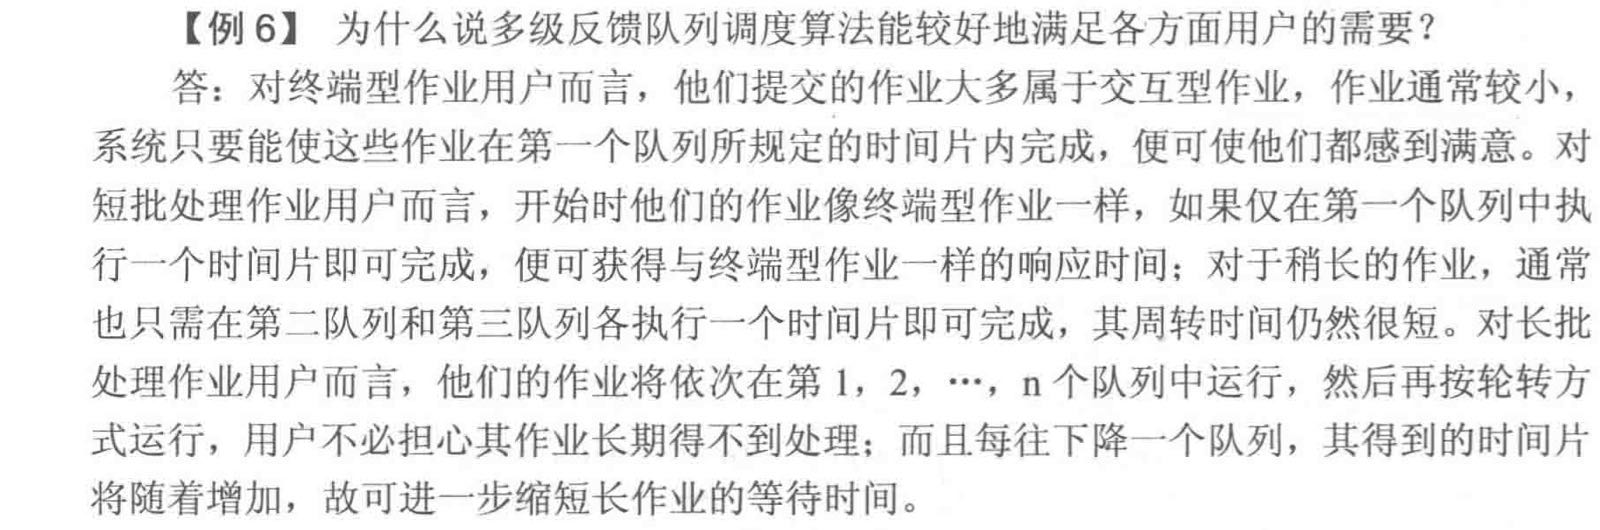 【例6】 为什么说多级反馈队列调度算法能较好地满足各方面用户的需要？
答：对终端型作业用户而言，他们提交的作业大多属于交互型作业，作业通常较小，
系统只要能使这些作业在第一个队列所规定的时间片内完成，便可使他们都感到满意。对
短批处理作业用户而言，开始时他们的作业像终端型作业一样，如果仅在第一个队列中执
行一个时间片即可完成，便可获得与终端型作业一样的响应时间；对于稍长的作业，通常
也只需在第二队列和第三队列各执行一个时间片即可完成，其周转时间仍然很短。对长批
处理作业用户而言，他们的作业将依次在第 1，2，…，n 个队列中运行，然后再按轮转方
式运行，用户不必担心其作业长期得不到处理；而且每往下降一个队列，其得到的时间片
将随着增加，故可进一步缩短长作业的等待时间。